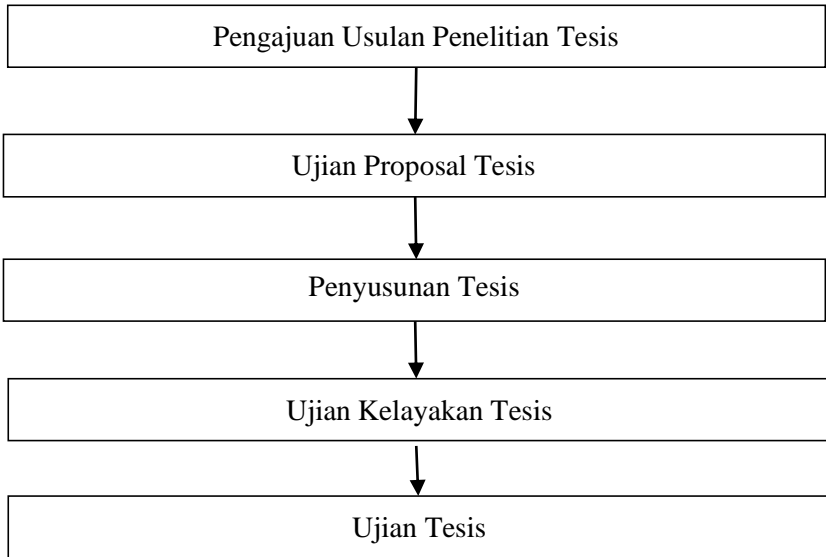 Pengajuan Usulan Penelitian Tesis
Ujian Proposal Tesis
Penyusunan Tesis
Ujian Kelayakan Tesis
Ujian Tesis